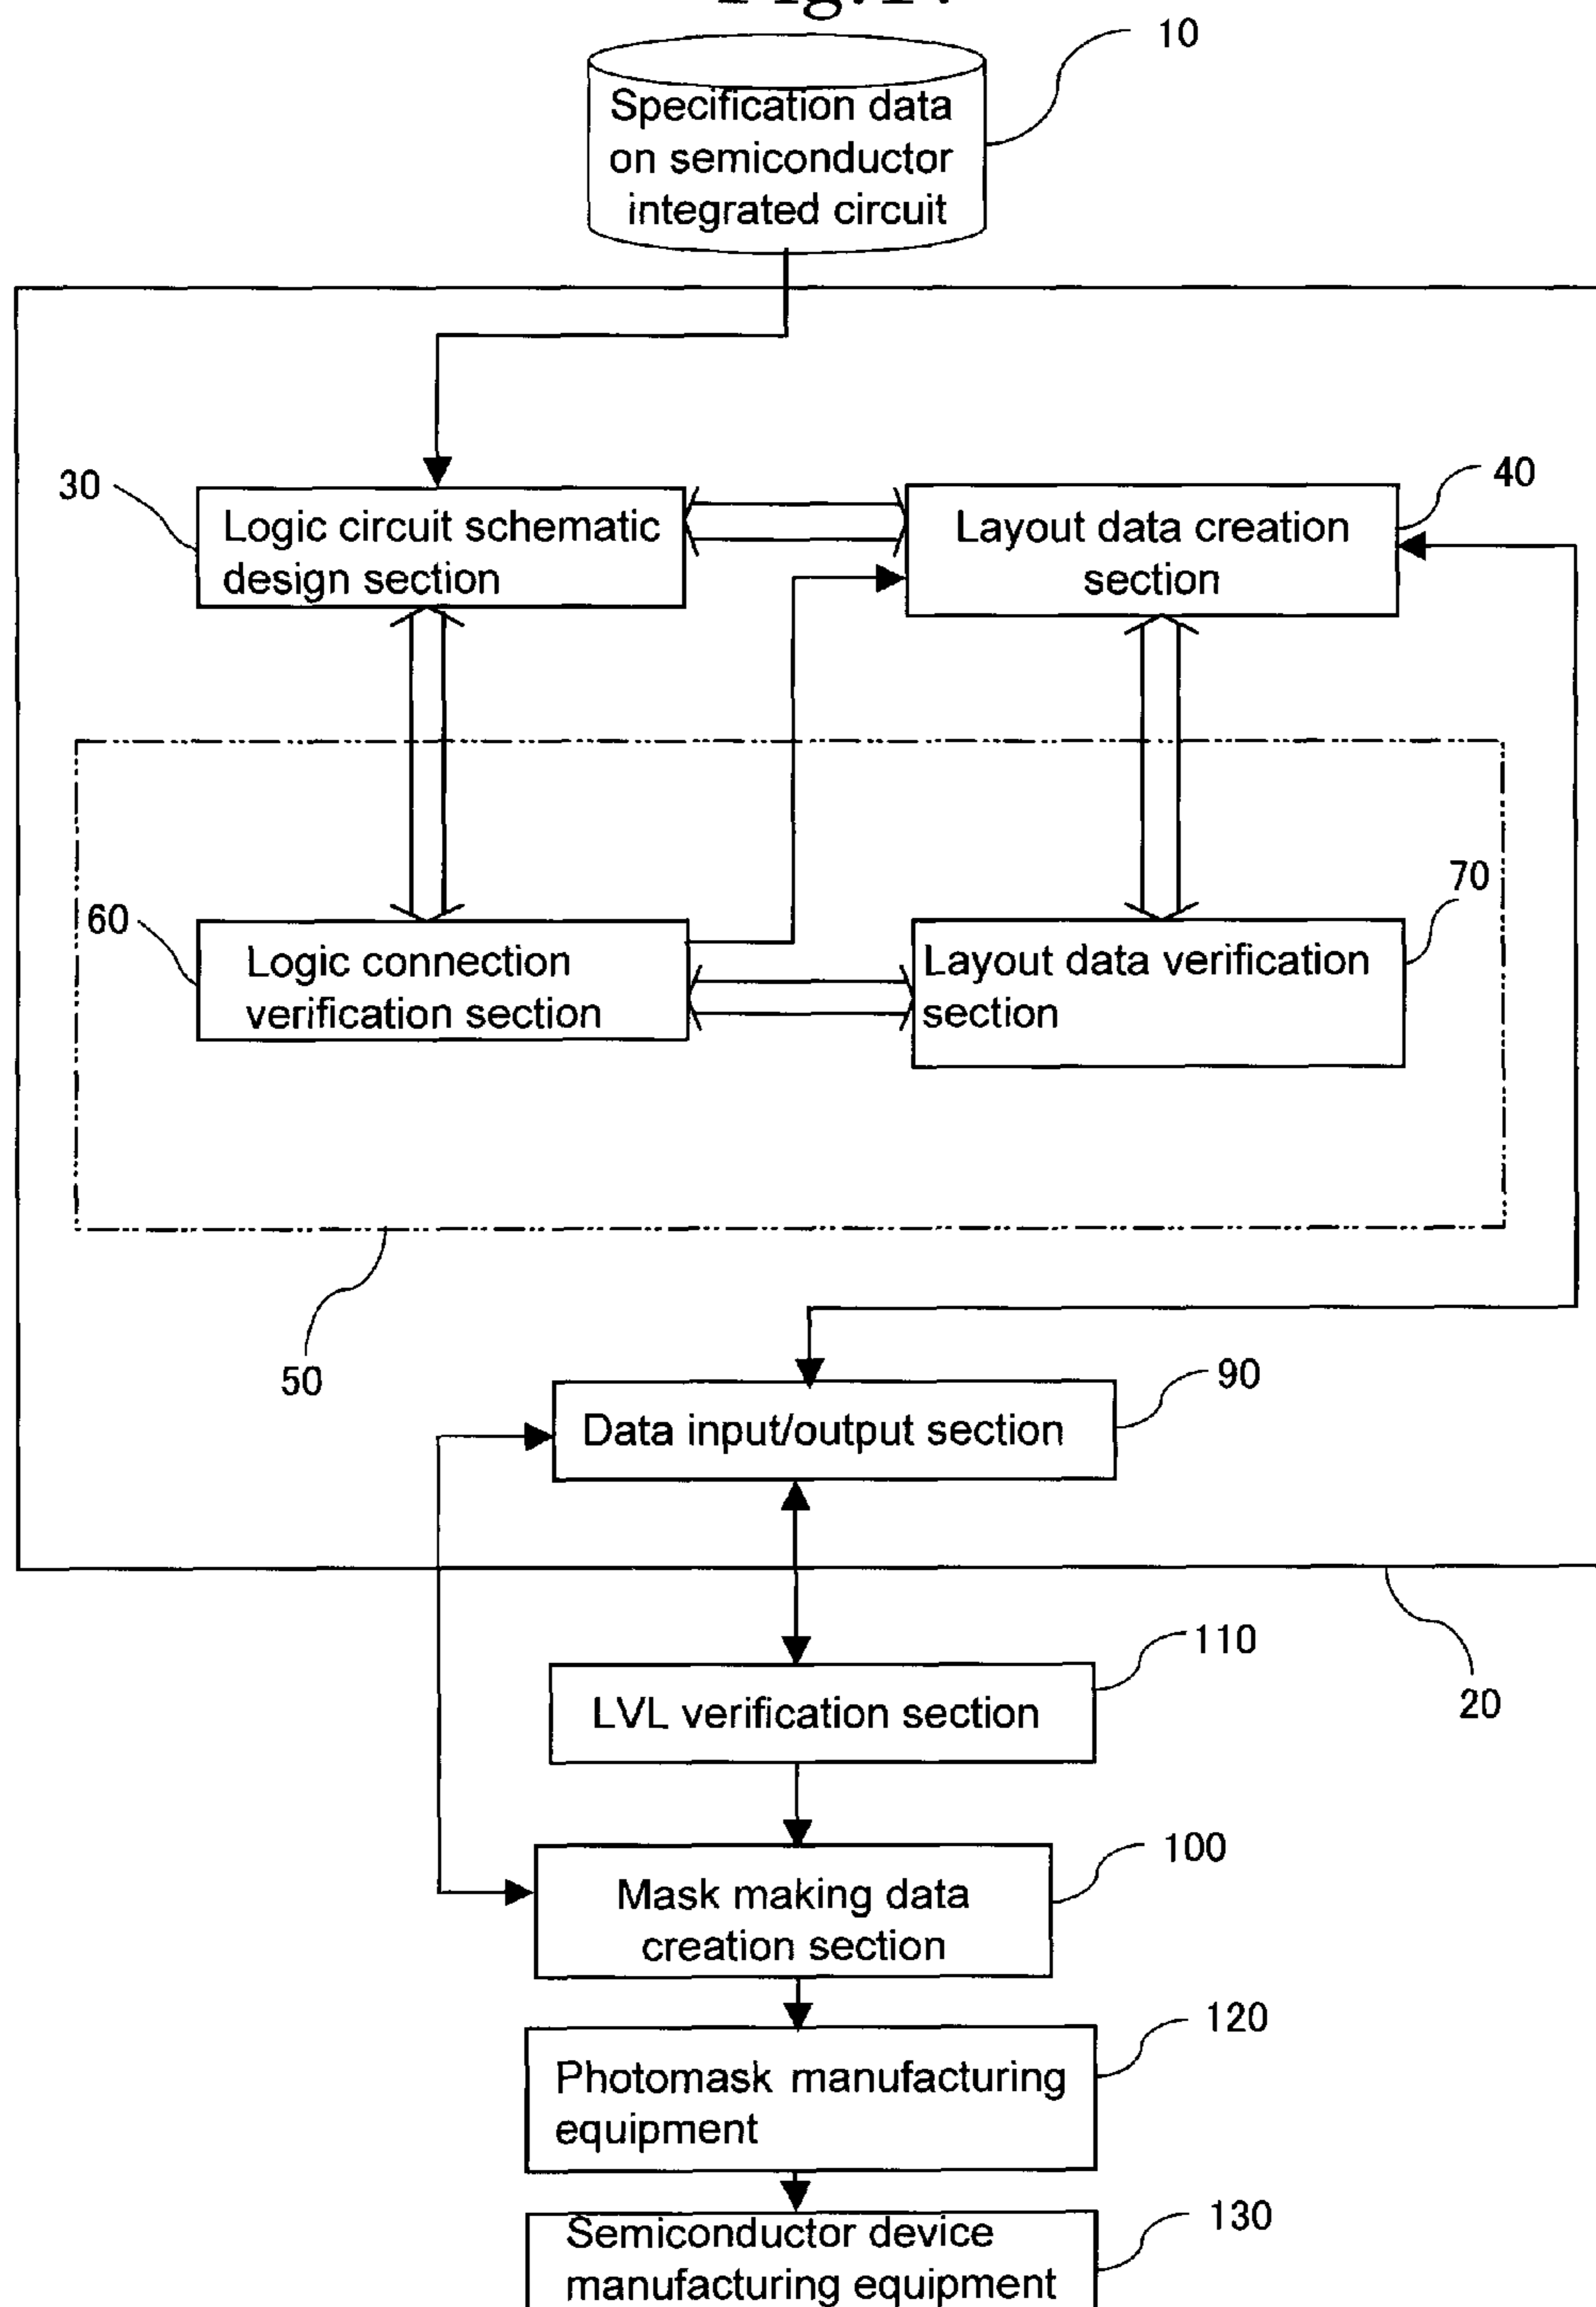 10
Specification data
on semiconductor
integrated circuit
30
Logic circuit schematic
design section
40
Layout data creation
section
60
Logic connection
verification section
70
Layout data verification
section
50
90
Data input/output section
20
110
LVL verification section
100
Mask making data
creation section
120
Photomask manufacturing
equipment
130
Semiconductor device
manufacturing equipment